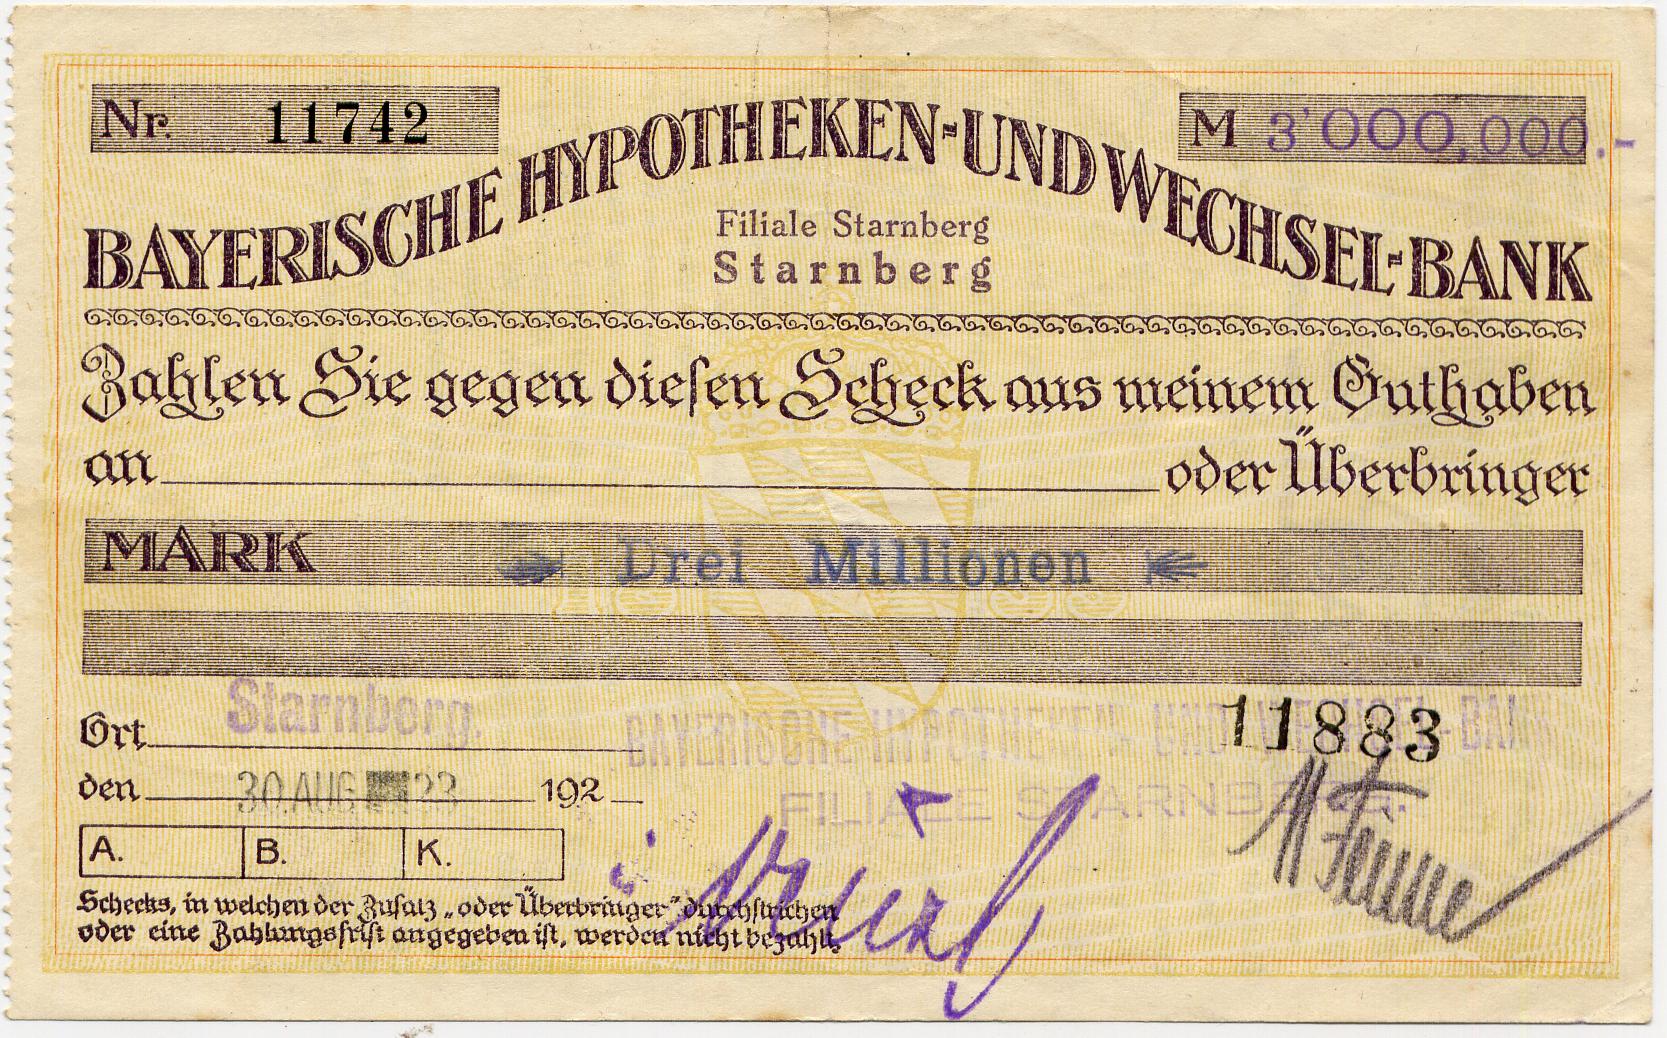 Nr. 11742
M 3'000,000.-
BAYERISCHE HYPOTHEKEN-UND WECHSEL-BANK
Filiale Starnberg
Starnberg
Zahlen Sie gegen diesen Scheck aus meinem Guthaben
an oder Überbringer
MARK Drei Millionen
Ort Starnberg.
BAYERISCHE HYPOTHEKEN- UND WECHSEL-BANK
11883
den 30.AUG 23 192
FILIALE STARNBERG.
A. B. K.
Schecks, in welchen der Zusatz „oder Überbringer" durchstrichen
oder eine Zahlungsfrist angegeben ist, werden nicht bezahlt.